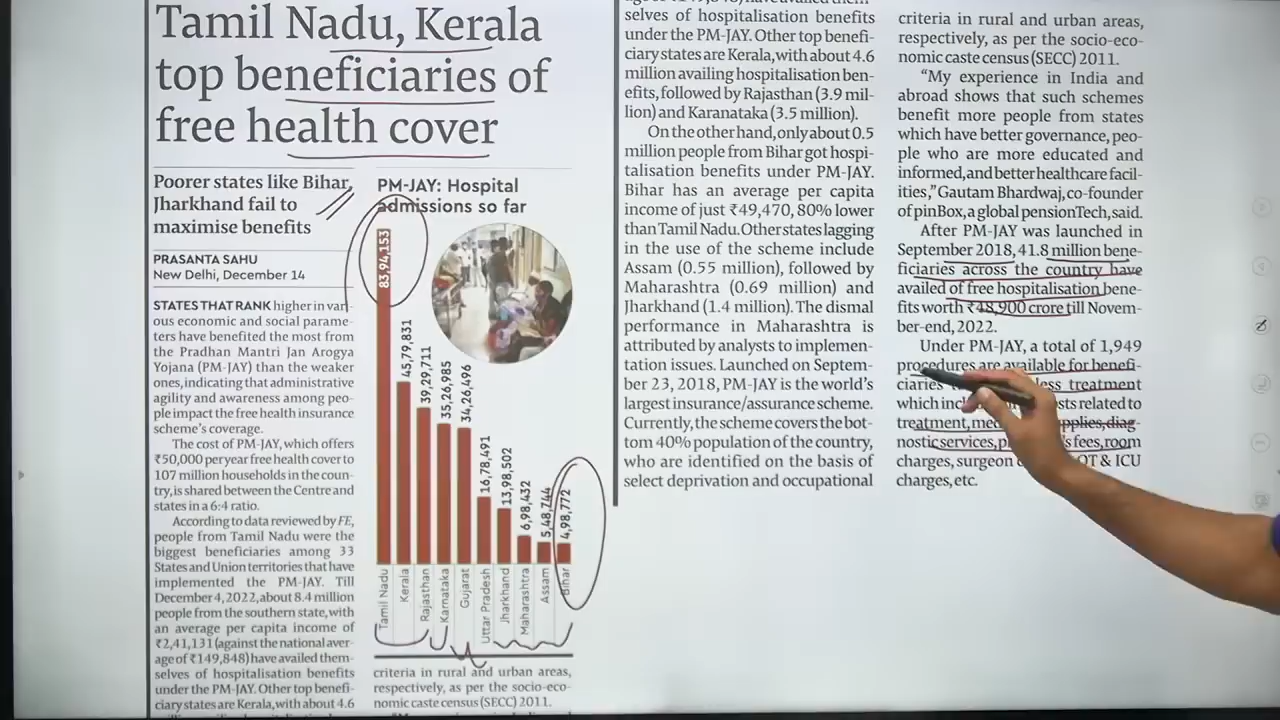 Tamil Nadu, Kerala
top beneficiaries of
free health cover
Poorer states like Bihar,
Jharkhand fail to
maximise benefits
PRASANTA SAHU
New Delhi, December 14
STATES THAT RANK higher in vari-
ous economic and social parame-
ters have benefited the most from
the Pradhan Mantri Jan Arogya
Yojana (PM-JAY) than the weaker
ones, indicating that administrative
agility and awareness among peo-
ple impact the free health insurance
scheme's coverage.
The cost of PM-JAY, which offers
₹50,000 per year free health cover to
107 million households in the coun-
try, is shared between the Centre and
states in a 6:4 ratio.
According to data reviewed by FE,
people from Tamil Nadu were the
biggest beneficiaries among 33
States and Union territories that have
implemented the PM-JAY. Till
December 4, 2022, about 8.4 million
people from the southern state, with
an average per capita income of
₹2,41,131 (against the national aver-
age of ₹149,848) have availed them-
selves of hospitalisation benefits
under the PM-JAY. Other top benefi-
ciary states are Kerala, with about 4.6
PM-JAY: Hospital
admissions so far
83,94,153
45,79,831
39,29,711
35,26,985
34,26,496
16,78,491
13,98,502
6,98,432
5,48,744
4,98,772
Tamil Nadu
Kerala
Rajasthan
Karnataka
Gujarat
Uttar Pradesh
Jharkhand
Maharashtra
Assam
Bihar
criteria in rural and urban areas,
respectively, as per the socio-eco-
nomic caste census (SECC) 2011.
selves of hospitalisation benefits
under the PM-JAY. Other top benefi-
ciary states are Kerala, with about 4.6
million availing hospitalisation ben-
efits, followed by Rajasthan (3.9 mil-
lion) and Karanataka (3.5 million).
On the other hand, only about 0.5
million people from Bihar got hospi-
talisation benefits under PM-JAY.
Bihar has an average per capita
income of just ₹49,470, 80% lower
than Tamil Nadu. Other states lagging
in the use of the scheme include
Assam (0.55 million), followed by
Maharashtra (0.69 million) and
Jharkhand (1.4 million). The dismal
performance in Maharashtra is
attributed by analysts to implemen-
tation issues. Launched on Septem-
ber 23, 2018, PM-JAY is the world's
largest insurance/assurance scheme.
Currently, the scheme covers the bot-
tom 40% population of the country,
who are identified on the basis of
select deprivation and occupational
criteria in rural and urban areas,
respectively, as per the socio-eco-
nomic caste census (SECC) 2011.
"My experience in India and
abroad shows that such schemes
benefit more people from states
which have better governance, peo-
ple who are more educated and
informed, and better healthcare facil-
ities," Gautam Bhardwaj, co-founder
of pinBox, a global pensionTech, said.
After PM-JAY was launched in
September 2018, 41.8 million bene-
ficiaries across the country have
availed of free hospitalisation bene-
fits worth ₹48,900 crore till Novem-
ber-end, 2022.
Under PM-JAY, a total of 1,949
procedures are available for benefi-
ciaries less treatment
which related to
treatment, diag-
nostic services, fees, room
charges, surgeon OT & ICU
charges, etc.